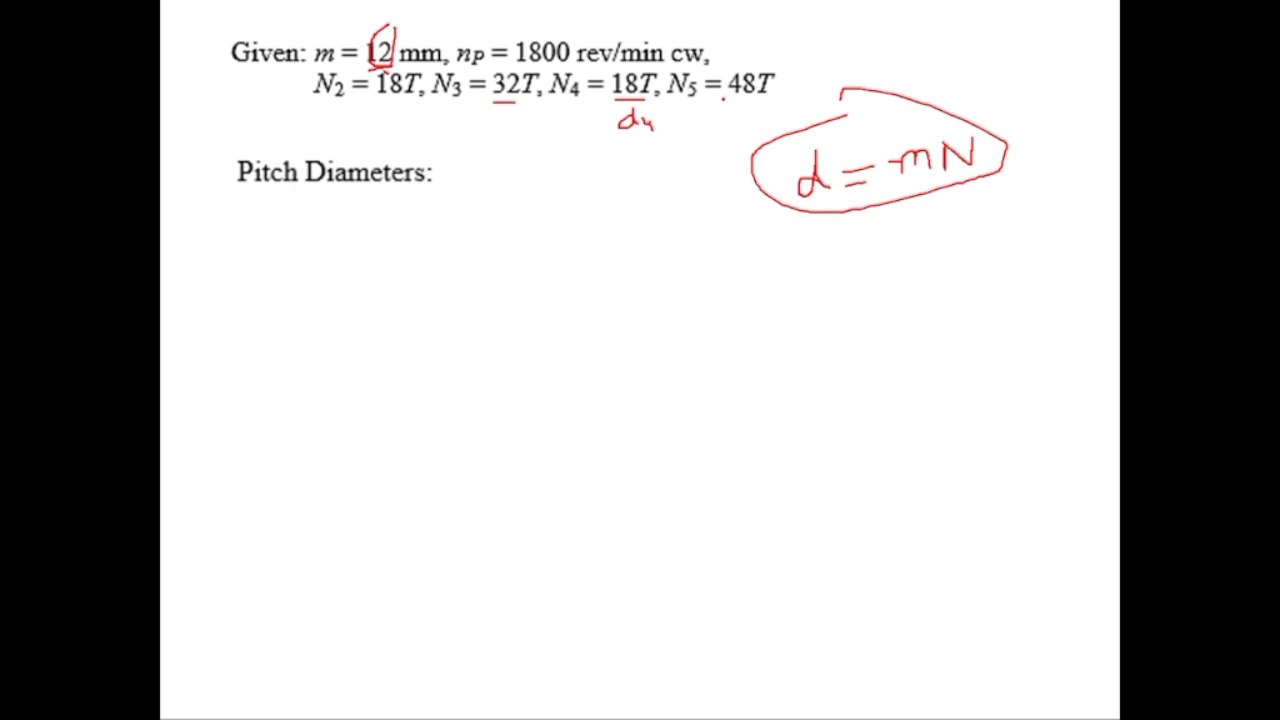 Given: m = 12 mm, nP = 1800 rev/min cw,
N2 = 18T, N3 = 32T, N4 = 18T, N5 = 48T
d4
d = mN
Pitch Diameters: